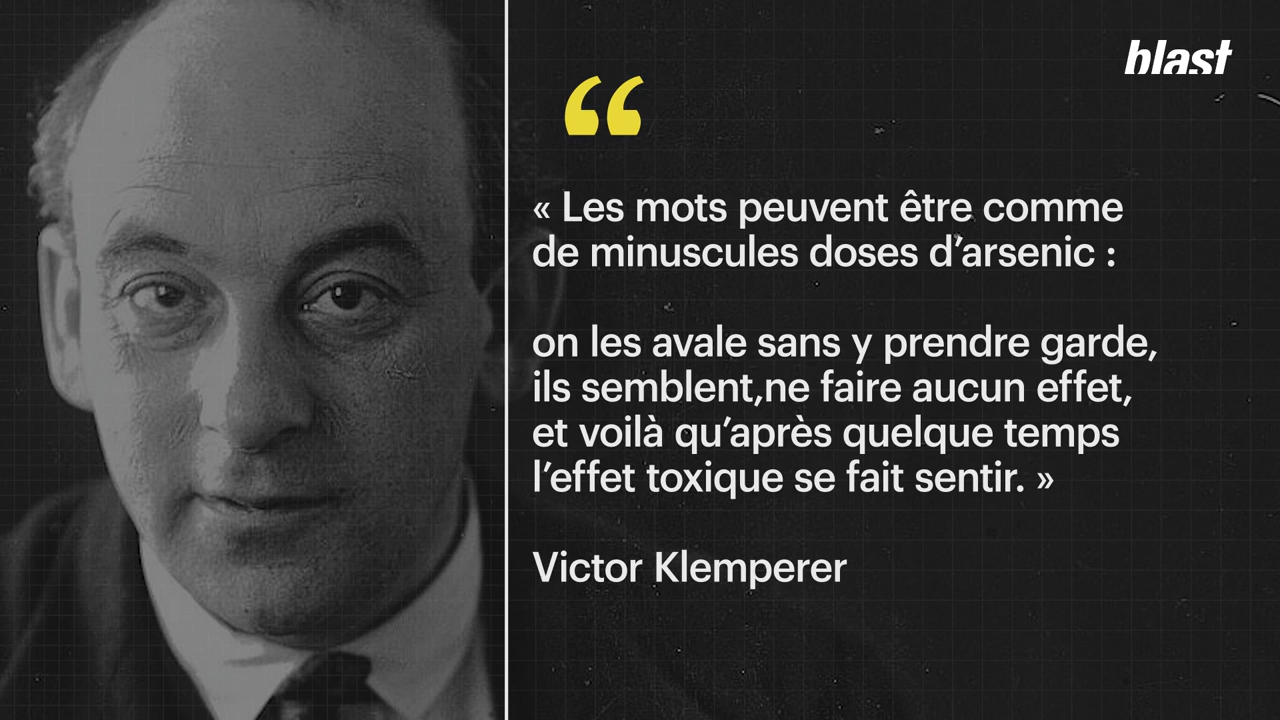 blast
“
« Les mots peuvent être comme
de minuscules doses d’arsenic :
on les avale sans y prendre garde,
ils semblent,ne faire aucun effet,
et voilà qu’après quelque temps
l’effet toxique se fait sentir. »
Victor Klemperer